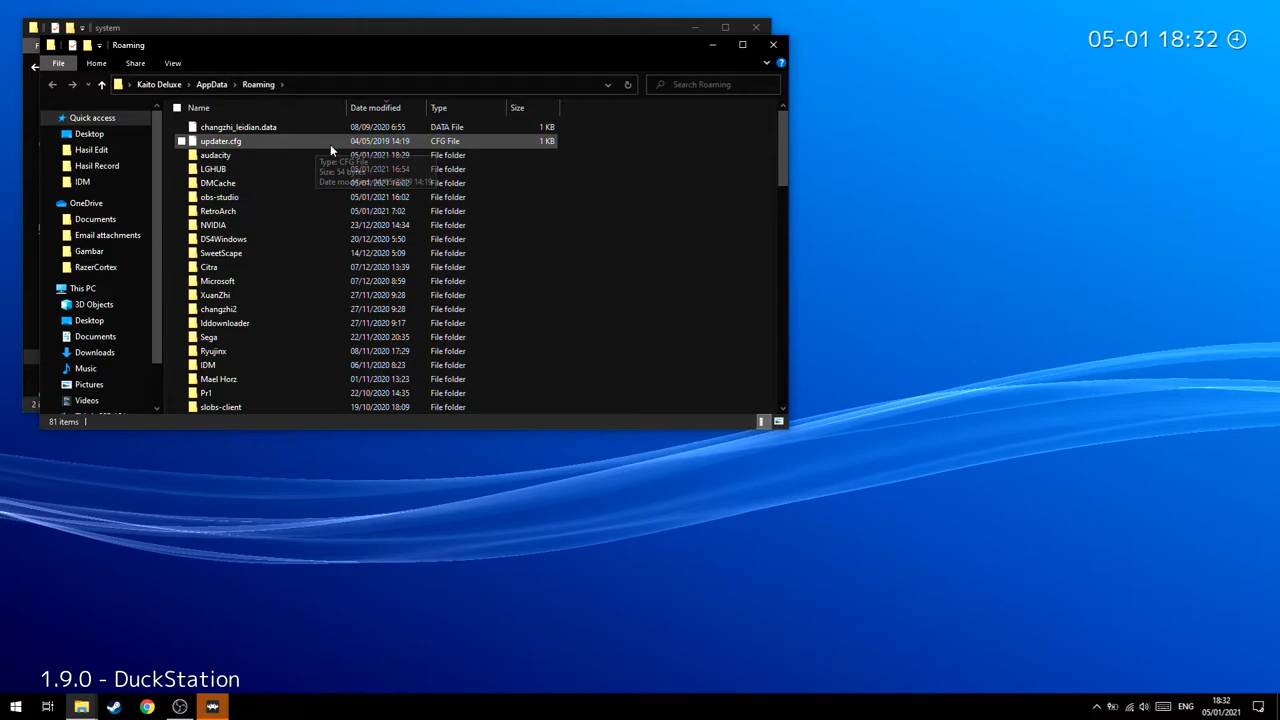 system
05-01 18:32
Roaming
File Home Share View
Kaito Deluxe AppData Roaming
Search Roaming
Name Date modified Type Size
Quick access
Desktop
Hasil Edit
Hasil Record
IDM
OneDrive
Documents
Email attachments
Gambar
RazerCortex
This PC
3D Objects
Desktop
Documents
Downloads
Music
Pictures
Videos
changzhi_leidian.data 08/09/2020 6:55 DATA File 1 KB
updater.cfg 04/05/2019 14:19 CFG File 1 KB
audacity 05/01/2021 18:29 File folder
LGHUB 05/01/2021 16:54 File folder
DMCache 05/01/2021 16:02 File folder
obs-studio 05/01/2021 16:02 File folder
RetroArch 05/01/2021 7:02 File folder
NVIDIA 23/12/2020 14:34 File folder
DS4Windows 20/12/2020 5:50 File folder
SweetScape 14/12/2020 5:09 File folder
Citra 07/12/2020 13:39 File folder
Microsoft 07/12/2020 8:59 File folder
XuanZhi 27/11/2020 9:28 File folder
changzhi2 27/11/2020 9:28 File folder
lddownloader 27/11/2020 9:17 File folder
Sega 22/11/2020 20:35 File folder
Ryujinx 08/11/2020 17:29 File folder
IDM 06/11/2020 8:23 File folder
Mael Horz 01/11/2020 13:23 File folder
Pr1 22/10/2020 14:35 File folder
slobs-client 19/10/2020 18:09 File folder
Type: CFG File
Size: 54 bytes
Date modified: 04/05/2019 14:19
81 items
1.9.0 - DuckStation
ENG
18:32
05/01/2021